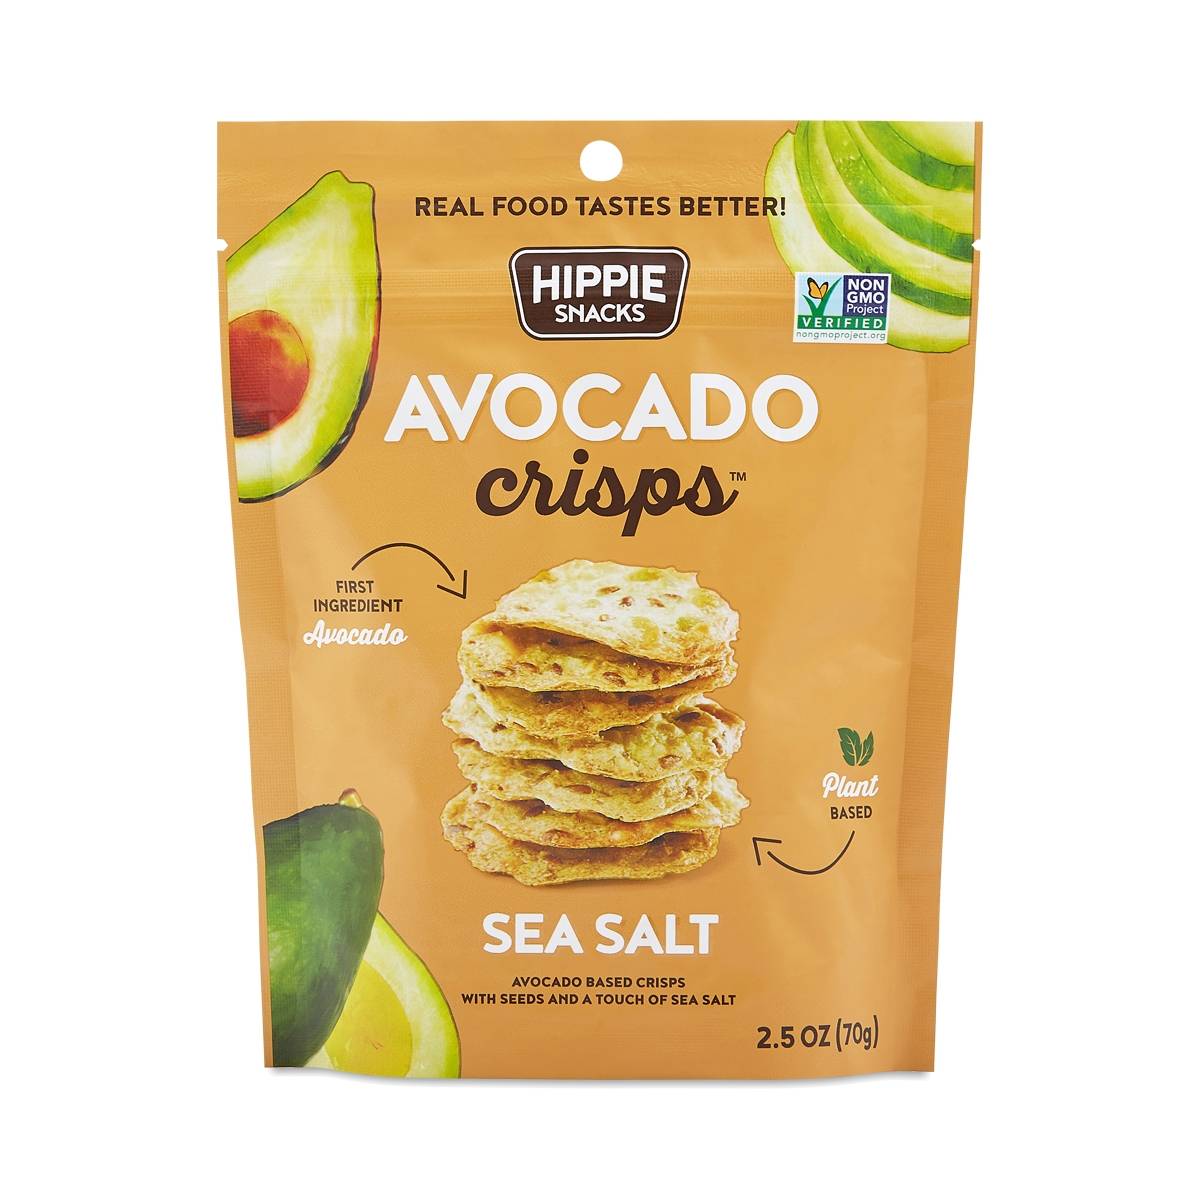 REAL FOOD TASTES BETTER!
HIPPIE
SNACKS
NON
GMO
Project
VERIFIED
nongmoproject.org
AVOCADO
crisps™
FIRST
INGREDIENT
Avocado
Plant
BASED
SEA SALT
AVOCADO BASED CRISPS
WITH SEEDS AND A TOUCH OF SEA SALT
2.5 OZ (70g)